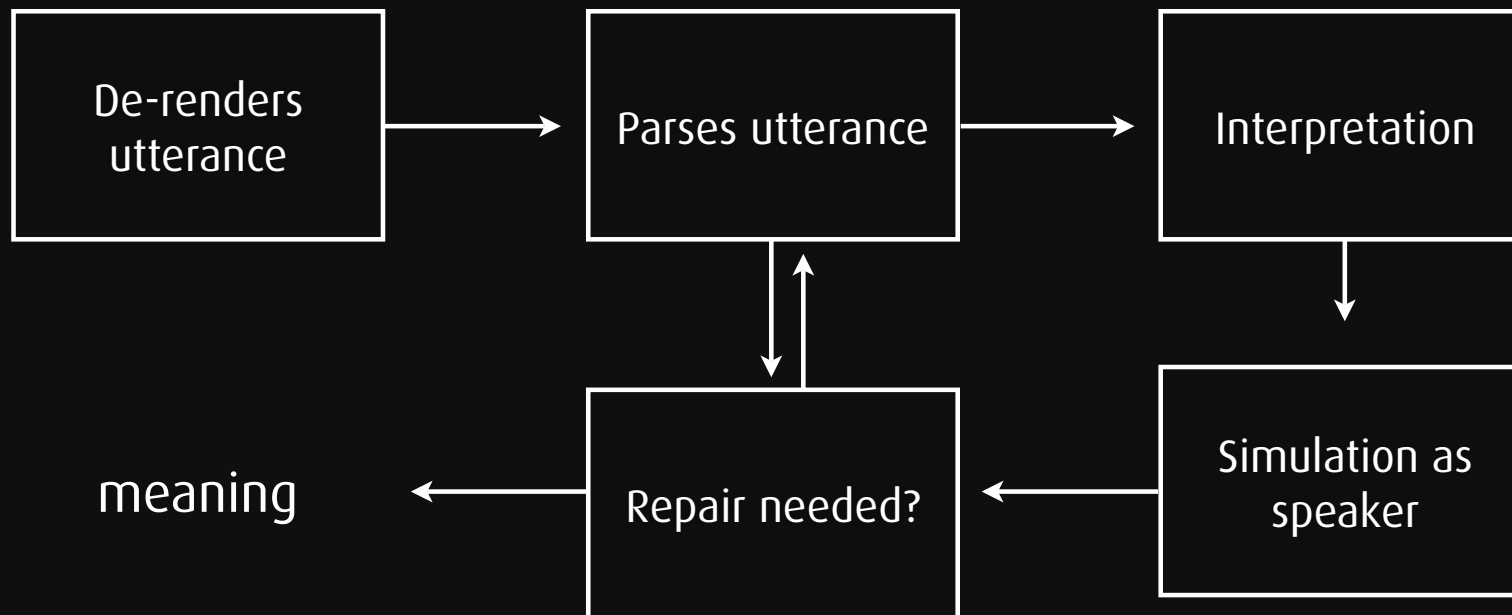 De-renders
utterance
Parses utterance
Interpretation
Simulation as
speaker
Repair needed?
meaning